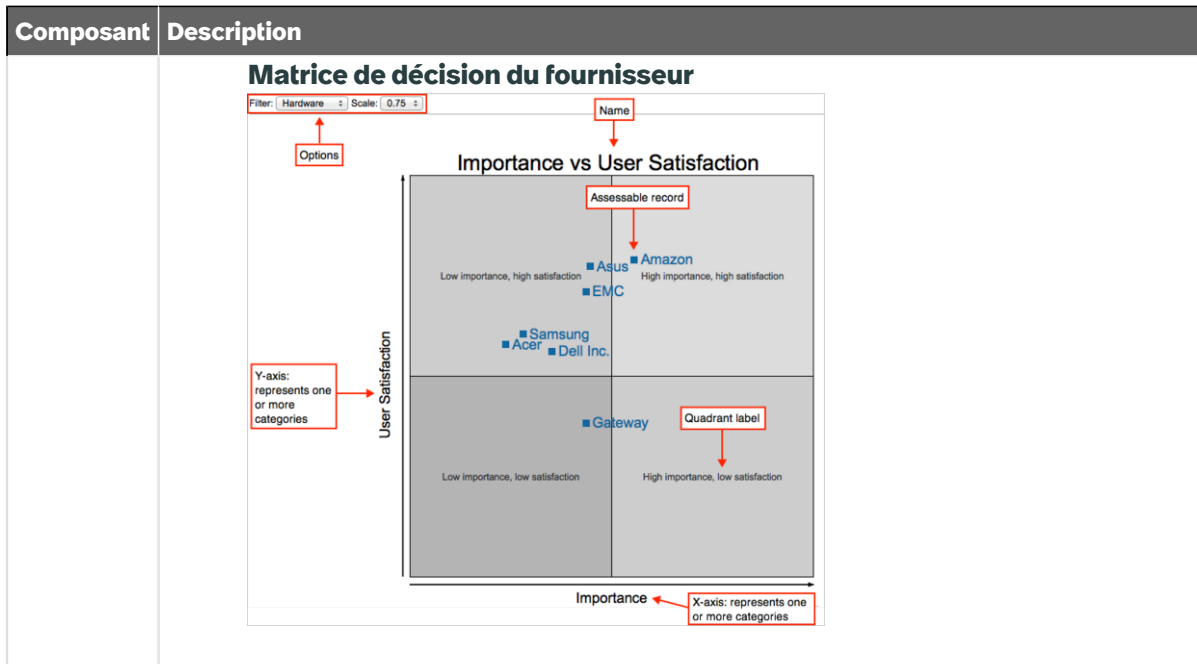 Composant Description
Matrice de décision du fournisseur
Filter: Hardware Scale: 0.75
Name
Options
Importance vs User Satisfaction
Assessable record
Amazon
Asus
Low importance, high satisfaction
High importance, high satisfaction
EMC
Samsung
Acer
Dell Inc.
User Satisfaction
Y-axis:
represents one
or more
categories
Gateway
Quadrant label
Low importance, low satisfaction
High importance, low satisfaction
Importance
X-axis: represents one
or more categories